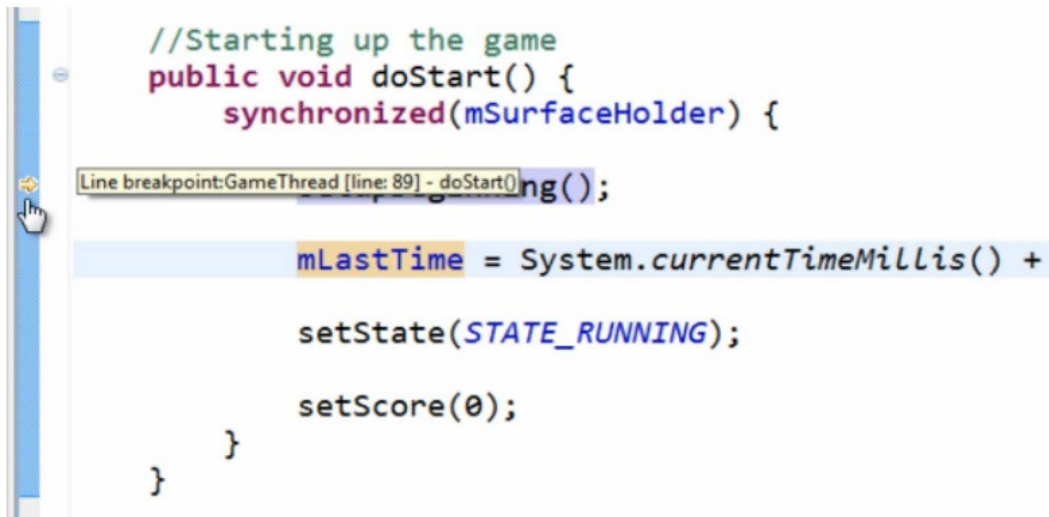 //Starting up the game
public void doStart() {
synchronized(mSurfaceHolder) {
Line breakpoint:GameThread [line: 89] - doStart()
ng();
mLastTime = System.currentTimeMillis() +
setState(STATE_RUNNING);
setScore(0);
}
}